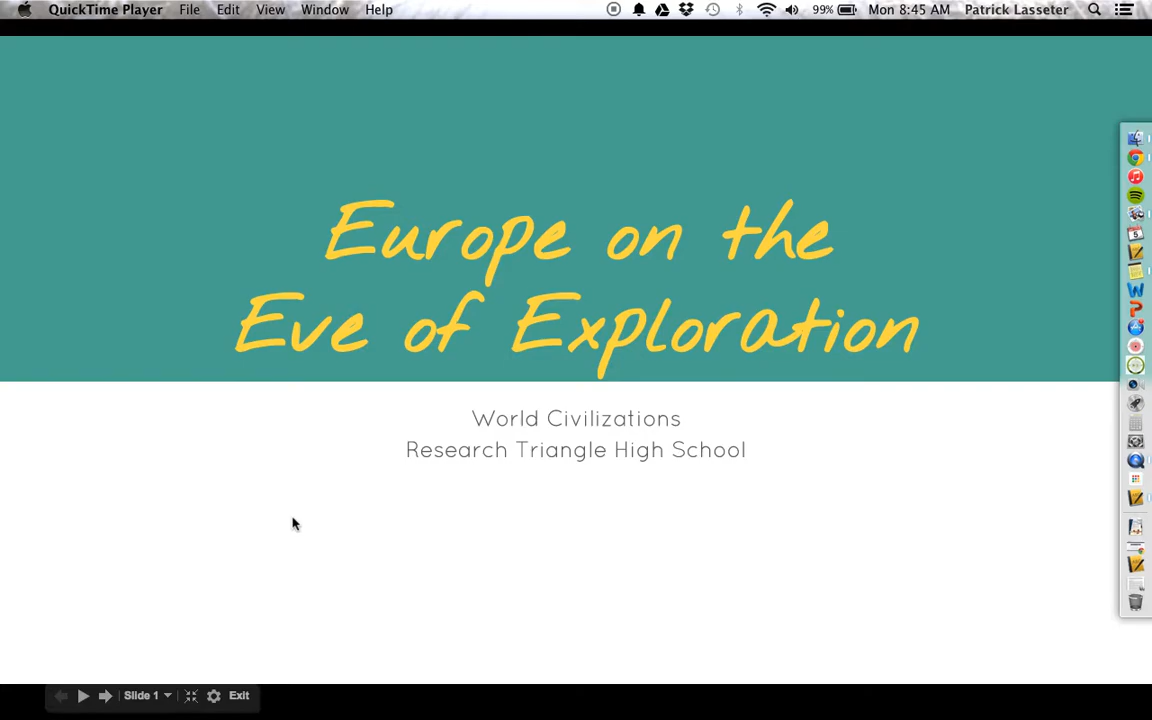 QuickTime Player File Edit View Window Help 99% Mon 8:45 AM Patrick Lasseter
Europe on the
Eve of Exploration
World Civilizations
Research Triangle High School
Slide 1 Exit